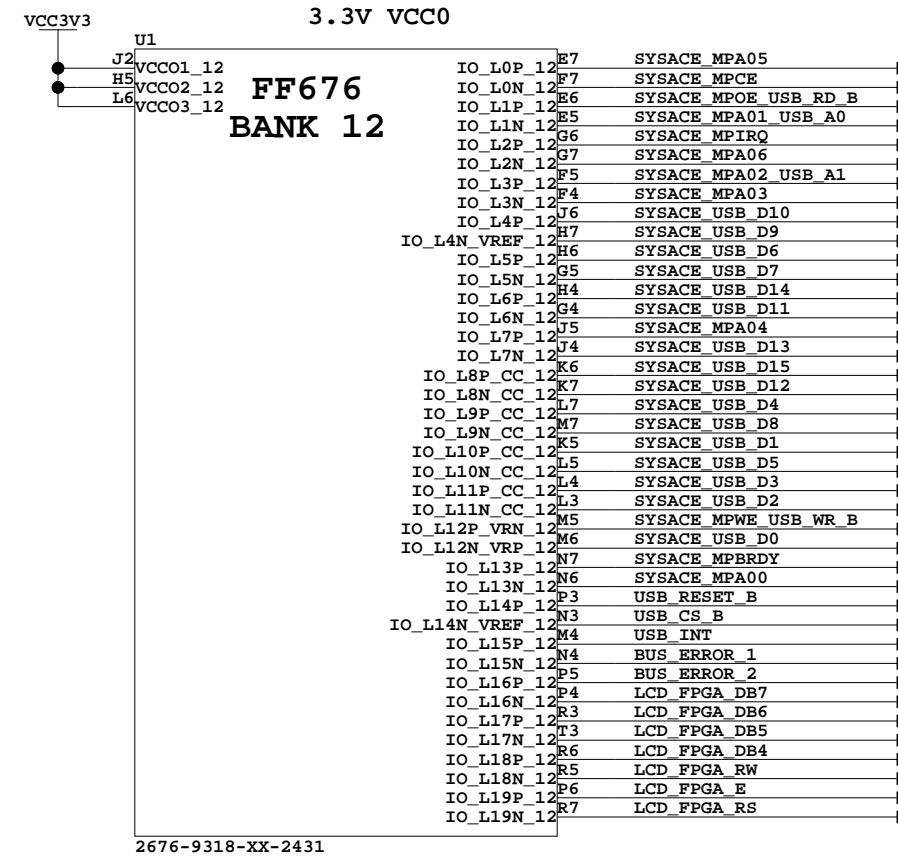 3.3V VCC0
VCC3V3
U1
J2 VCCO1_12
H5 VCCO2_12
L6 VCCO3_12
FF676
BANK 12
IO_L0P_12 E7 SYSACE_MPA05
IO_L0N_12 F7 SYSACE_MPCE
IO_L1P_12 E6 SYSACE_MPOE_USB_RD_B
IO_L1N_12 E5 SYSACE_MPA01_USB_A0
IO_L2P_12 G6 SYSACE_MPIRQ
IO_L2N_12 G7 SYSACE_MPA06
IO_L3P_12 F5 SYSACE_MPA02_USB_A1
IO_L3N_12 F4 SYSACE_MPA03
IO_L4P_12 J6 SYSACE_USB_D10
IO_L4N_VREF_12 H7 SYSACE_USB_D9
IO_L5P_12 H6 SYSACE_USB_D6
IO_L5N_12 G5 SYSACE_USB_D7
IO_L6P_12 H4 SYSACE_USB_D14
IO_L6N_12 G4 SYSACE_USB_D11
IO_L7P_12 J5 SYSACE_MPA04
IO_L7N_12 J4 SYSACE_USB_D13
IO_L8P_CC_12 K6 SYSACE_USB_D15
IO_L8N_CC_12 K7 SYSACE_USB_D12
IO_L9P_CC_12 L7 SYSACE_USB_D4
IO_L9N_CC_12 M7 SYSACE_USB_D8
IO_L10P_CC_12 K5 SYSACE_USB_D1
IO_L10N_CC_12 L5 SYSACE_USB_D5
IO_L11P_CC_12 L4 SYSACE_USB_D3
IO_L11N_CC_12 L3 SYSACE_USB_D2
IO_L12P_VRN_12 M5 SYSACE_MPWE_USB_WR_B
IO_L12N_VRP_12 M6 SYSACE_USB_D0
IO_L13P_12 N7 SYSACE_MPBRDY
IO_L13N_12 N6 SYSACE_MPA00
IO_L14P_12 P3 USB_RESET_B
IO_L14N_VREF_12 N3 USB_CS_B
IO_L15P_12 M4 USB_INT
IO_L15N_12 N4 BUS_ERROR_1
IO_L16P_12 P5 BUS_ERROR_2
IO_L16N_12 P4 LCD_FPGA_DB7
IO_L17P_12 R3 LCD_FPGA_DB6
IO_L17N_12 T3 LCD_FPGA_DB5
IO_L18P_12 R6 LCD_FPGA_DB4
IO_L18N_12 R5 LCD_FPGA_RW
IO_L19P_12 P6 LCD_FPGA_E
IO_L19N_12 R7 LCD_FPGA_RS
2676-9318-XX-2431